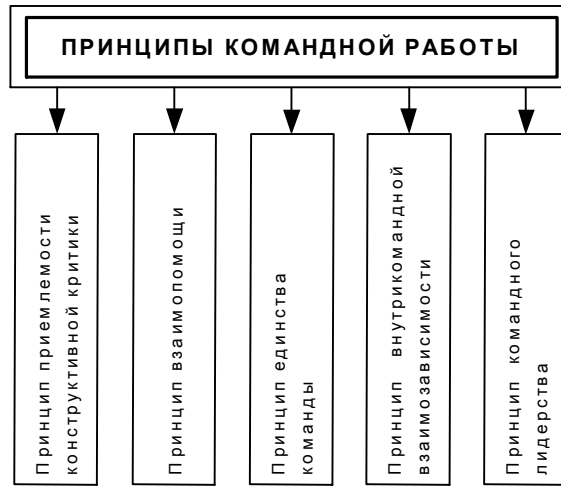 ПРИНЦИПЫ КОМАНДНОЙ РАБОТЫ
Принцип приемлемости
конструктивной критики
Принцип взаимопомощи
Принцип единства
команды
Принцип внутрикомандной
взаимозависимости
Принцип командного
лидерства